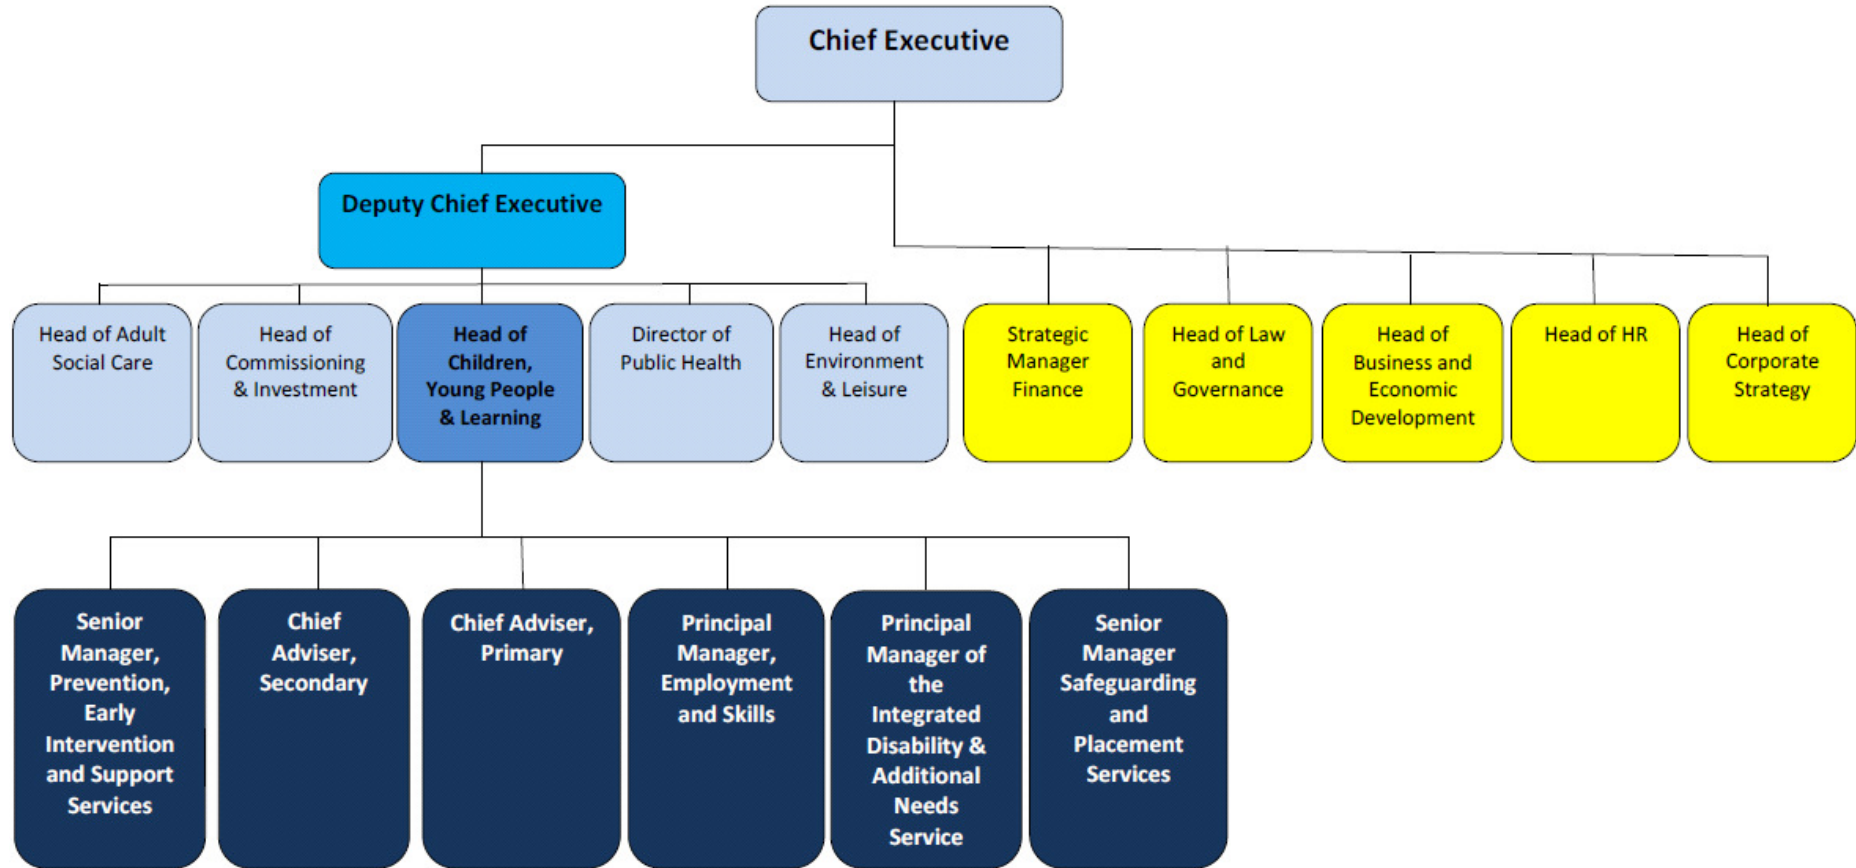 Chief Executive
Deputy Chief Executive
Head of Adult
Social Care
Head of
Commissioning
& Investment
Head of
Children,
Young People
& Learning
Director of
Public Health
Head of
Environment
& Leisure
Strategic
Manager
Finance
Head of Law
and
Governance
Head of
Business and
Economic
Development
Head of HR
Head of
Corporate
Strategy
Senior
Manager,
Prevention,
Early
Intervention
and Support
Services
Chief
Adviser,
Secondary
Chief Adviser,
Primary
Principal
Manager,
Employment
and Skills
Principal
Manager of
the
Integrated
Disability &
Additional
Needs
Service
Senior
Manager
Safeguarding
and
Placement
Services